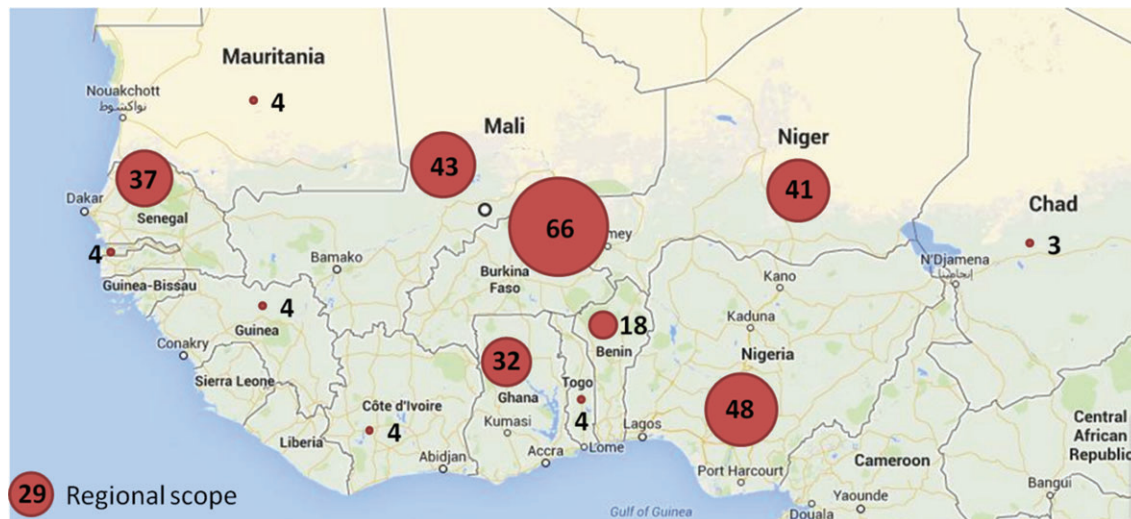 Mauritania
4
Nouakchott
نواكشوط
Mali
43
Niger
41
37
Dakar
Senegal
66
mey
Chad
3
N'Djamena
إنجامينا
4
Bamako
Burkina
Faso
Kano
Guinea-Bissau
4
Guinea
18
Benin
Kaduna
Nigeria
Conakry
Sierra Leone
32
Ghana
Togo
4
48
Côte d'Ivoire
4
Kumasi
Lagos
Liberia
Abidjan
Accra
Lome
Port Harcourt
Cameroon
Central
African
Republic
29 Regional scope
Gulf of Guinea
Yaounde
Douala
Bangui